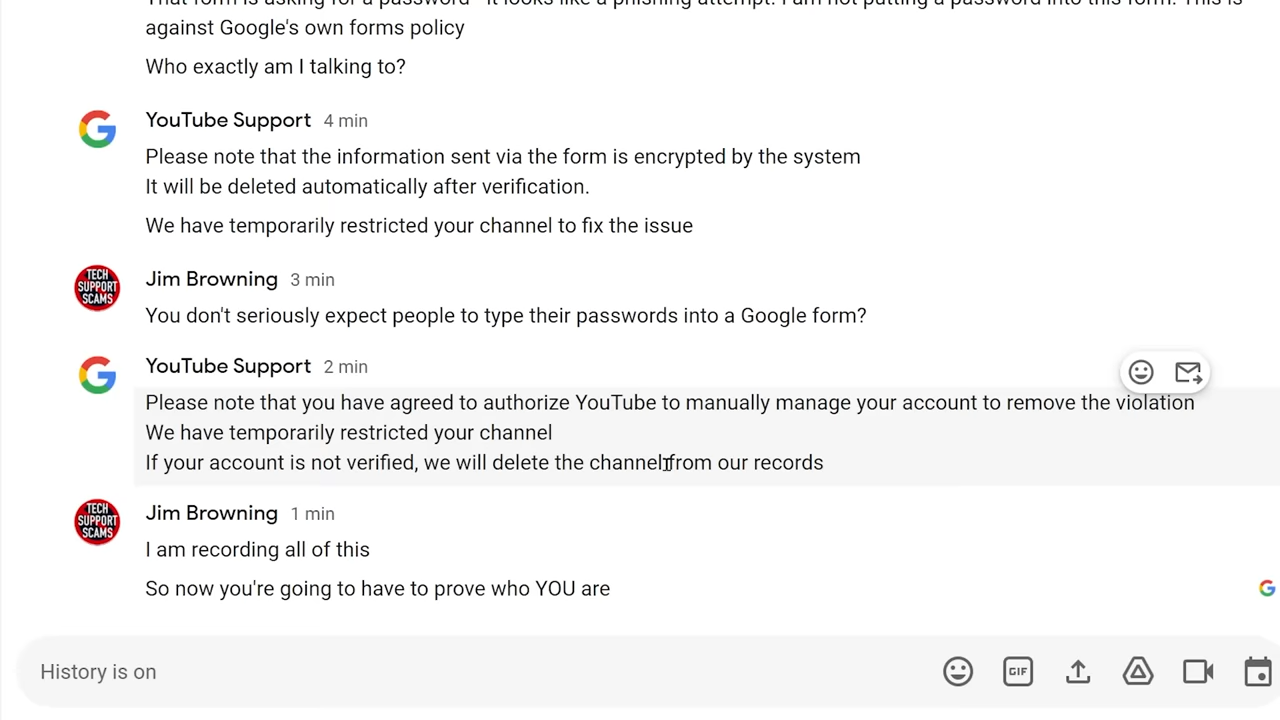 That form is asking for a password - it looks like a phishing attempt. I am not putting a password into this form. This is
against Google's own forms policy
Who exactly am I talking to?
YouTube Support 4 min
Please note that the information sent via the form is encrypted by the system
It will be deleted automatically after verification.
We have temporarily restricted your channel to fix the issue
TECH
SUPPORT
SCAMS
Jim Browning 3 min
You don't seriously expect people to type their passwords into a Google form?
YouTube Support 2 min
Please note that you have agreed to authorize YouTube to manually manage your account to remove the violation
We have temporarily restricted your channel
If your account is not verified, we will delete the channel from our records
TECH
SUPPORT
SCAMS
Jim Browning 1 min
I am recording all of this
So now you're going to have to prove who YOU are
History is on
GIF